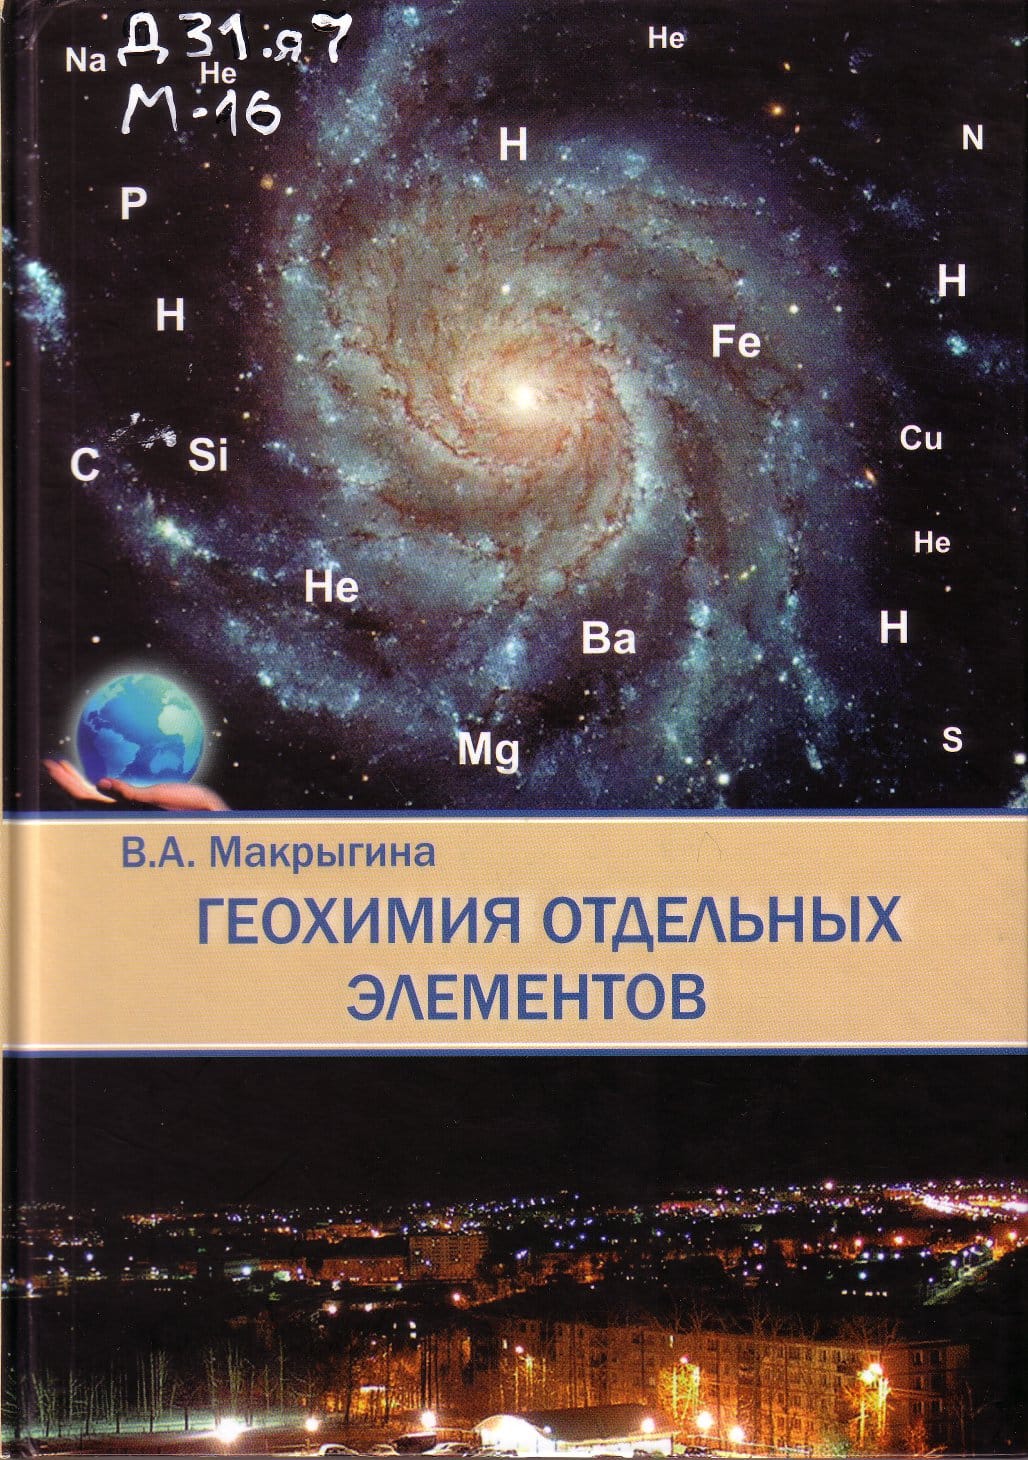 Д31.я7
М-16
Na
He
He
H
N
P
H
H
Fe
C
Si
Cu
He
He
Ba
H
Mg
S
В.А. Макрыгина
ГЕОХИМИЯ ОТДЕЛЬНЫХ
ЭЛЕМЕНТОВ